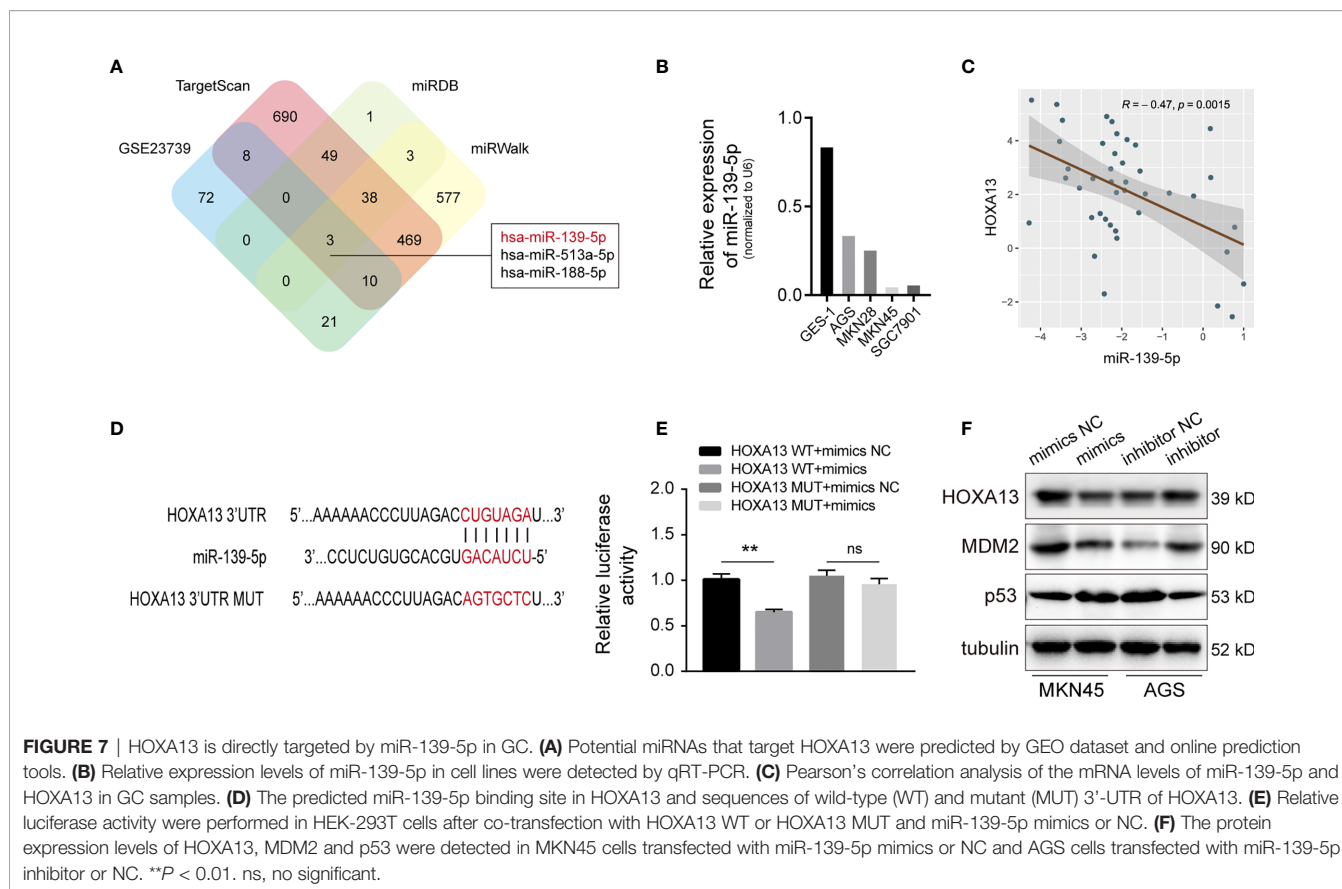 A
TargetScan
miRDB
GSE23739
miRWalk
690
1
8
49
3
72
0
38
577
0
3
469
0
10
21
hsa-miR-139-5p
hsa-miR-513a-5p
hsa-miR-188-5p
B
Relative expression
of miR-139-5p
(normalized to U6)
1.0
0.5
0.0
GES-1
AGS
MKN28
MKN45
SGC7901
C
R = − 0.47, p = 0.0015
HOXA13
4
2
0
−2
−4
−3
−2
−1
0
1
miR-139-5p
D
HOXA13 3'UTR 5'...AAAAAACCCUUAGACCUGUAGAU...3'
miR-139-5p 3'...CCUCUGUGCACGUGACAUCU-5'
HOXA13 3'UTR MUT 5'...AAAAAACCCUUAGACAGTGCTCU...3'
E
HOXA13 WT+mimics NC
HOXA13 WT+mimics
HOXA13 MUT+mimics NC
HOXA13 MUT+mimics
Relative luciferase
activity
2.0
1.5
1.0
0.5
0.0
**
ns
F
mimics NC
mimics
inhibitor NC
inhibitor
HOXA13 39 kD
MDM2 90 kD
p53 53 kD
tubulin 52 kD
MKN45 AGS
FIGURE 7 | HOXA13 is directly targeted by miR-139-5p in GC. (A) Potential miRNAs that target HOXA13 were predicted by GEO dataset and online prediction
tools. (B) Relative expression levels of miR-139-5p in cell lines were detected by qRT-PCR. (C) Pearson's correlation analysis of the mRNA levels of miR-139-5p and
HOXA13 in GC samples. (D) The predicted miR-139-5p binding site in HOXA13 and sequences of wild-type (WT) and mutant (MUT) 3'-UTR of HOXA13. (E) Relative
luciferase activity were performed in HEK-293T cells after co-transfection with HOXA13 WT or HOXA13 MUT and miR-139-5p mimics or NC. (F) The protein
expression levels of HOXA13, MDM2 and p53 were detected in MKN45 cells transfected with miR-139-5p mimics or NC and AGS cells transfected with miR-139-5p
inhibitor or NC. **P < 0.01. ns, no significant.